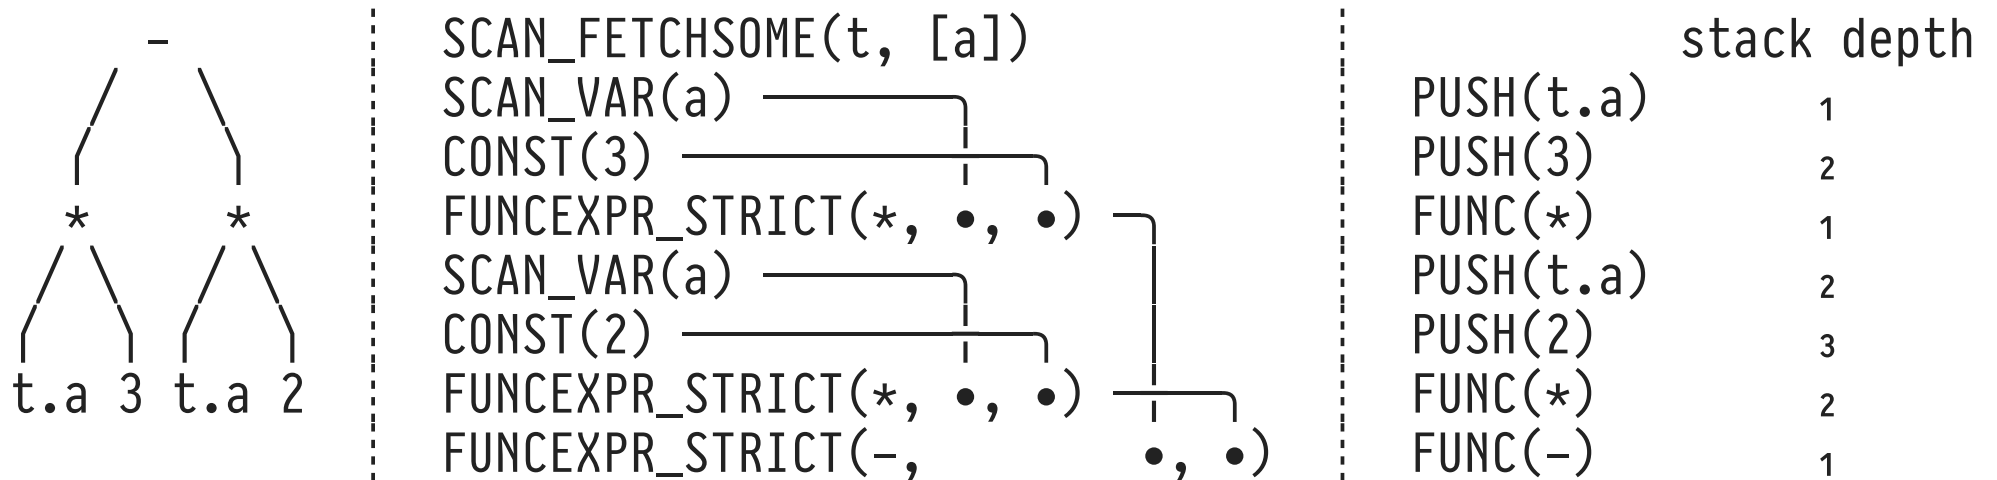 - SCAN_FETCHSOME(t, [a]) stack depth
SCAN_VAR(a) PUSH(t.a) 1
CONST(3) PUSH(3) 2
* * FUNCEXPR_STRICT(*, •, •) FUNC(*) 1
SCAN_VAR(a) PUSH(t.a) 2
CONST(2) PUSH(2) 3
t.a 3 t.a 2 FUNCEXPR_STRICT(*, •, •) FUNC(*) 2
FUNCEXPR_STRICT(-, •, •) FUNC(-) 1